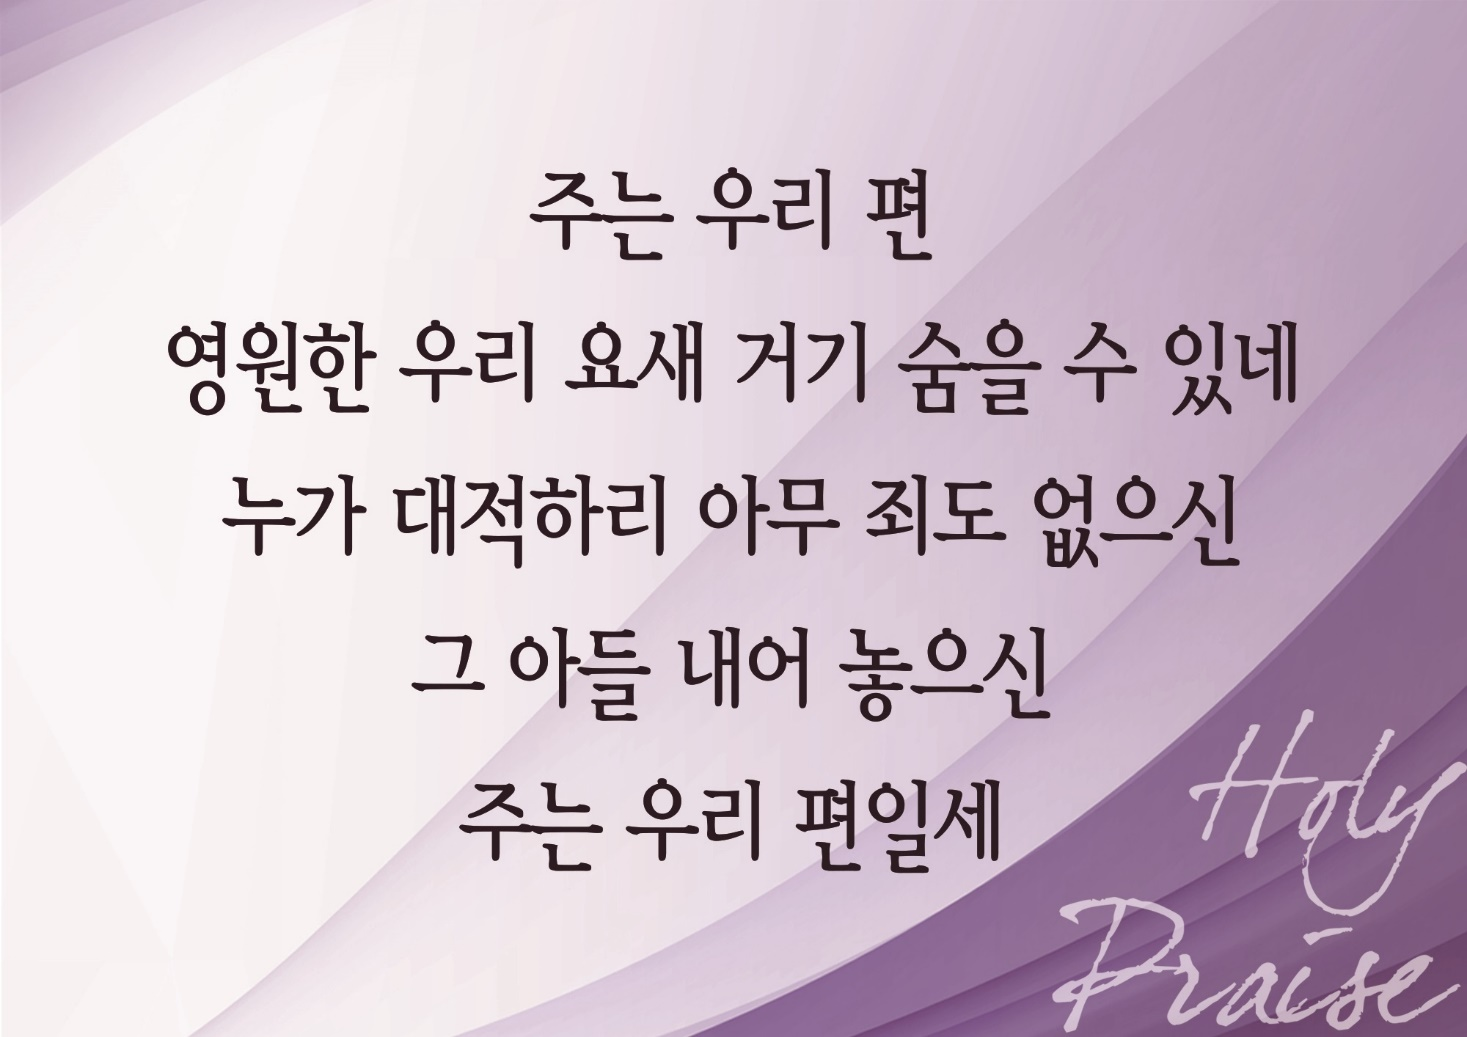 주는 우리 편
영원한 우리 요새 거기 숨을 수 있네
누가 대적하리 아무 죄도 없으신
그 아들 내어 놓으신
주는 우리 편일세
Holy
Praise